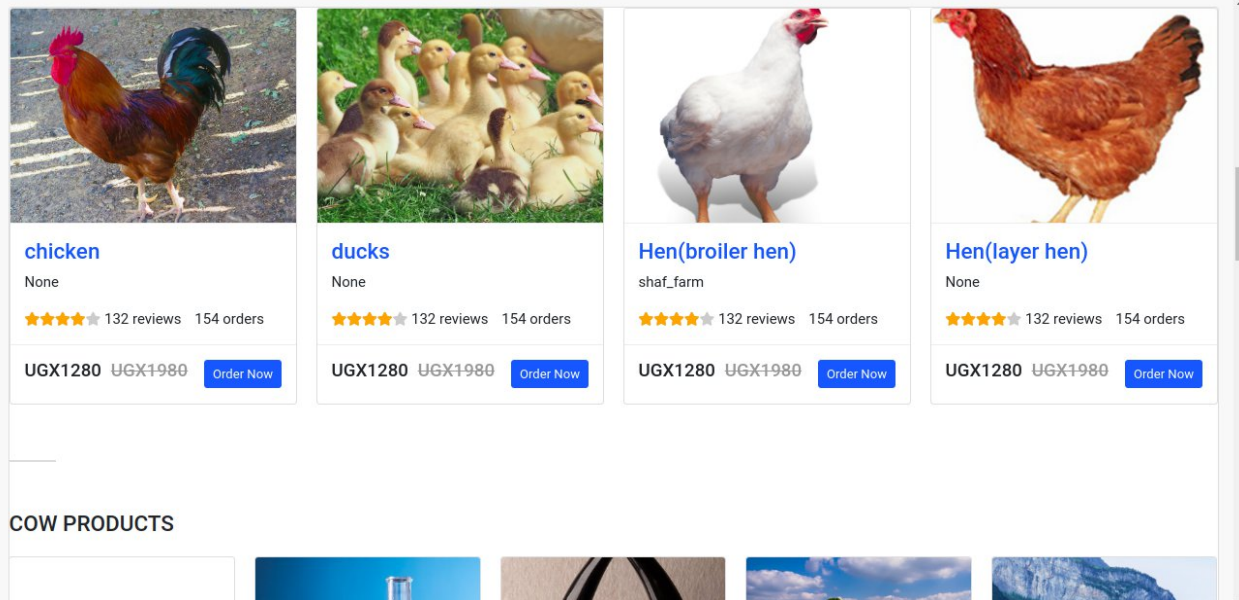 chicken
None
132 reviews 154 orders
UGX1280 UGX1980 Order Now
ducks
None
132 reviews 154 orders
UGX1280 UGX1980 Order Now
Hen(broiler hen)
shaf_farm
132 reviews 154 orders
UGX1280 UGX1980 Order Now
Hen(layer hen)
None
132 reviews 154 orders
UGX1280 UGX1980 Order Now
COW PRODUCTS